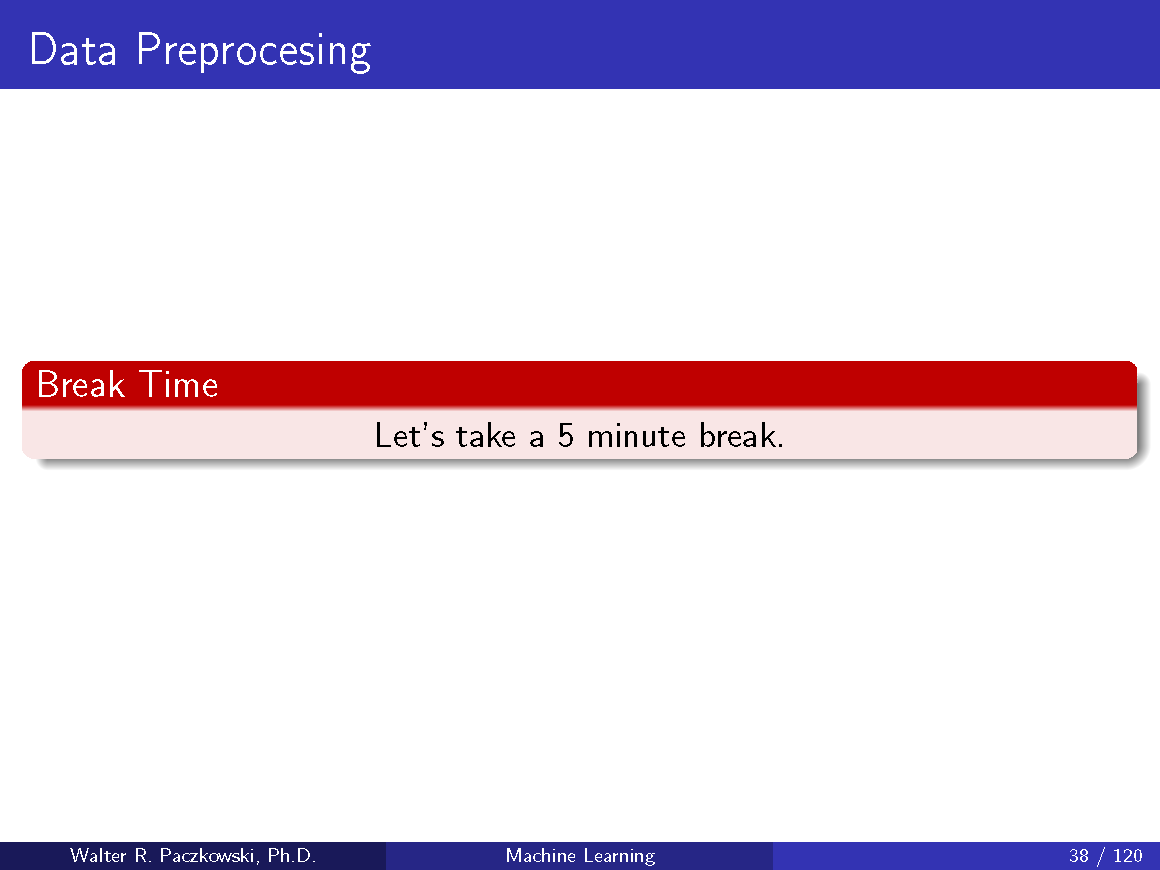 Data Preprocesing
Break Time
Let's take a 5 minute break.
Walter R. Paczkowski, Ph.D.
Machine Learning
38 / 120